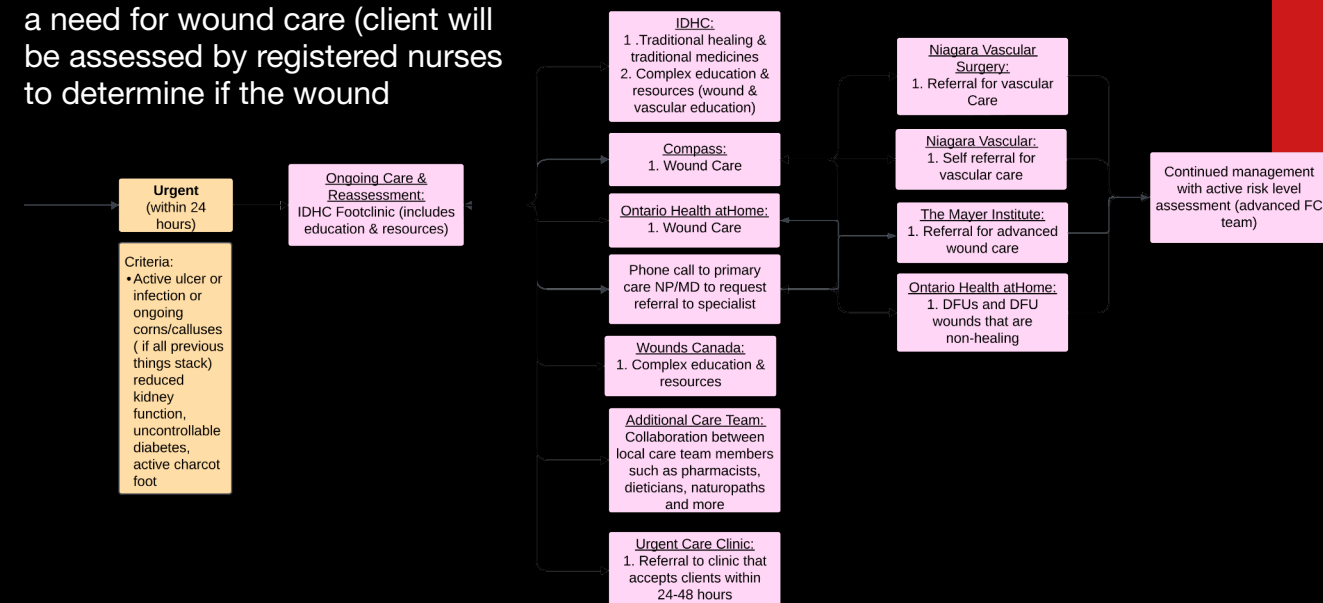 a need for wound care (client will
be assessed by registered nurses
to determine if the wound
Urgent
(within 24
hours)
Criteria:
•Active ulcer or
infection or
ongoing
corns/calluses
( if all previous
things stack)
reduced
kidney
function,
uncontrollable
diabetes,
active charcot
foot
Ongoing Care &
Reassessment:
IDHC Footclinic (includes
education & resources)
IDHC:
1 .Traditional healing &
traditional medicines
2. Complex education &
resources (wound &
vascular education)
Compass:
1. Wound Care
Ontario Health atHome:
1. Wound Care
Phone call to primary
care NP/MD to request
referral to specialist
Wounds Canada:
1. Complex education &
resources
Additional Care Team:
Collaboration between
local care team members
such as pharmacists,
dieticians, naturopaths
and more
Urgent Care Clinic:
1. Referral to clinic that
accepts clients within
24-48 hours
Niagara Vascular
Surgery:
1. Referral for vascular
Care
Niagara Vascular:
1. Self referral for
vascular care
The Mayer Institute:
1. Referral for advanced
wound care
Ontario Health atHome:
1. DFUs and DFU
wounds that are
non-healing
Continued management
with active risk level
assessment (advanced FC
team)